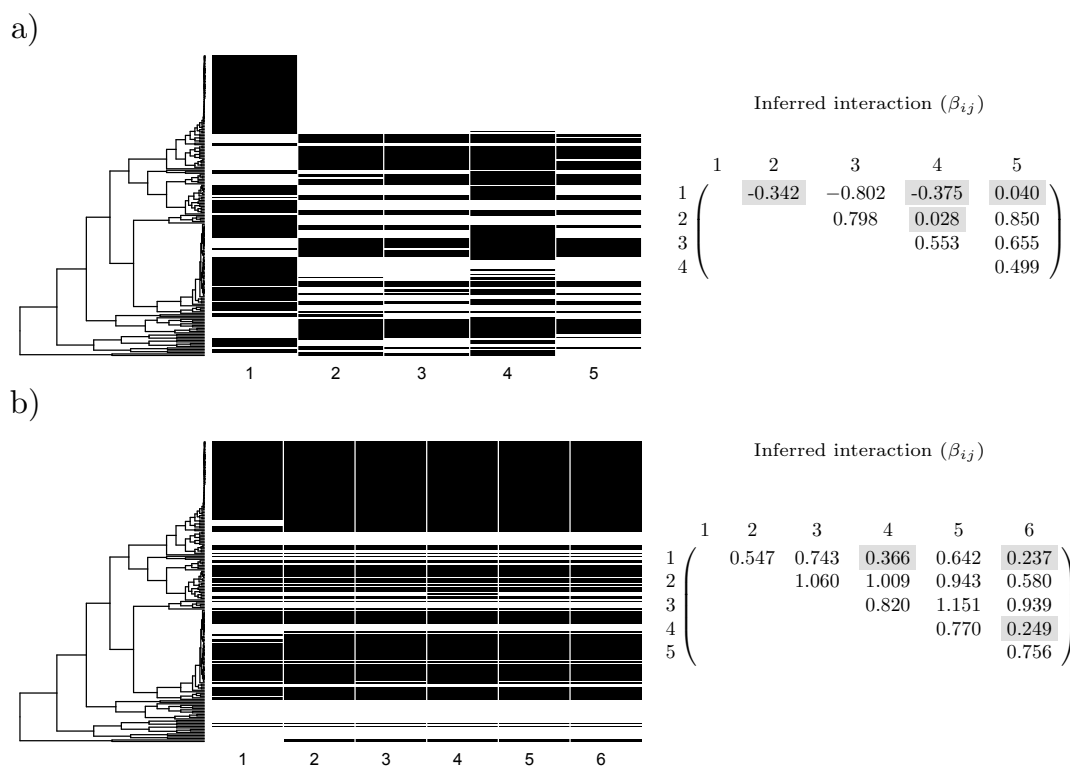 a)
Inferred interaction (βij)
1 2 3 4 5
1 -0.342 −0.802 -0.375 0.040
2 0.798 0.028 0.850
3 0.553 0.655
4 0.499
1 2 3 4 5
b)
Inferred interaction (βij)
1 2 3 4 5 6
1 0.547 0.743 0.366 0.642 0.237
2 1.060 1.009 0.943 0.580
3 0.820 1.151 0.939
4 0.770 0.249
5 0.756
1 2 3 4 5 6